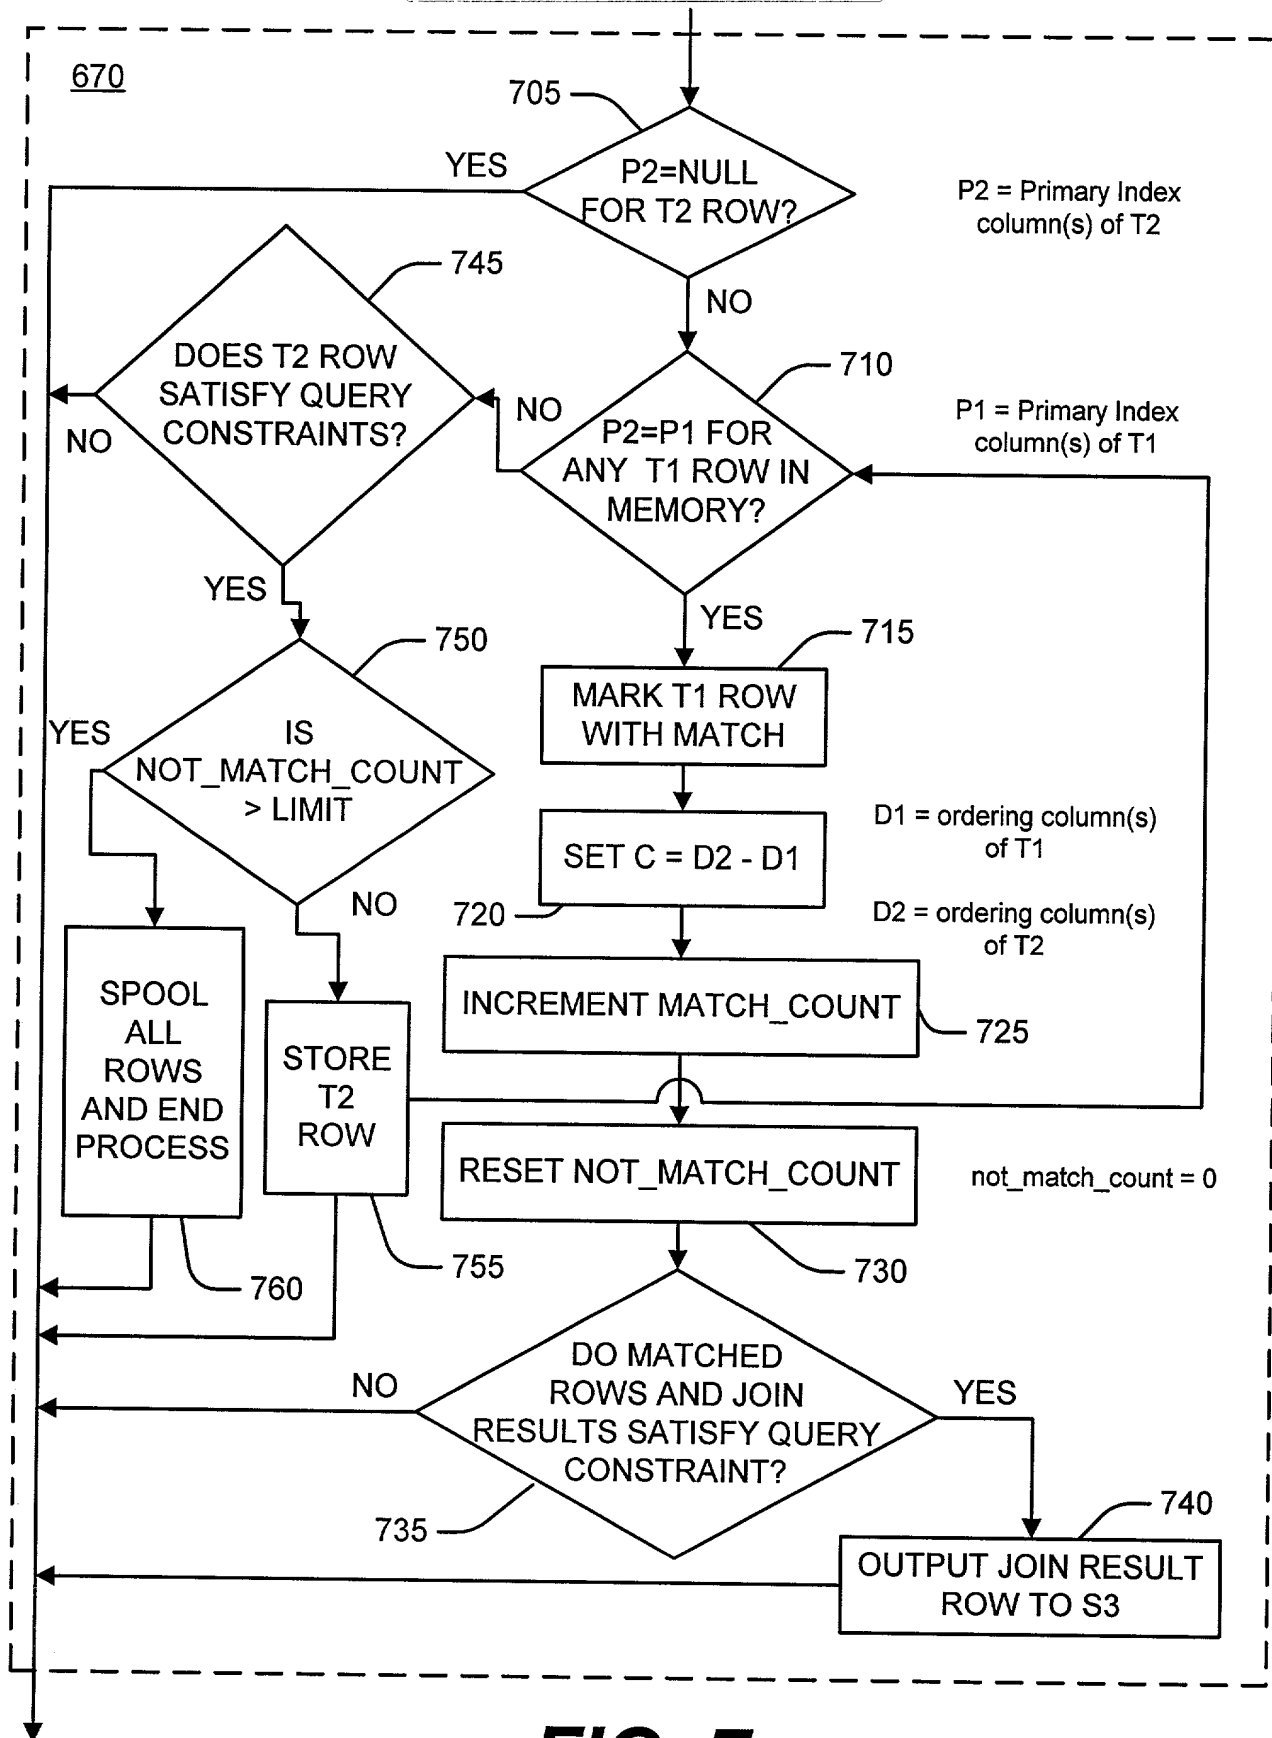 670
705
YES
P2=NULL
FOR T2 ROW?
P2 = Primary Index
column(s) of T2
745
NO
DOES T2 ROW
SATISFY QUERY
CONSTRAINTS?
NO
710
NO
P2=P1 FOR
ANY T1 ROW IN
MEMORY?
P1 = Primary Index
column(s) of T1
YES
YES
750
715
MARK T1 ROW
WITH MATCH
YES
IS
NOT_MATCH_COUNT
> LIMIT
NO
SET C = D2 - D1
720
D1 = ordering column(s)
of T1
D2 = ordering column(s)
of T2
SPOOL
ALL
ROWS
AND END
PROCESS
STORE
T2
ROW
INCREMENT MATCH_COUNT
725
RESET NOT_MATCH_COUNT
not_match_count = 0
760
755
730
NO
DO MATCHED
ROWS AND JOIN
RESULTS SATISFY QUERY
CONSTRAINT?
YES
735
740
OUTPUT JOIN RESULT
ROW TO S3